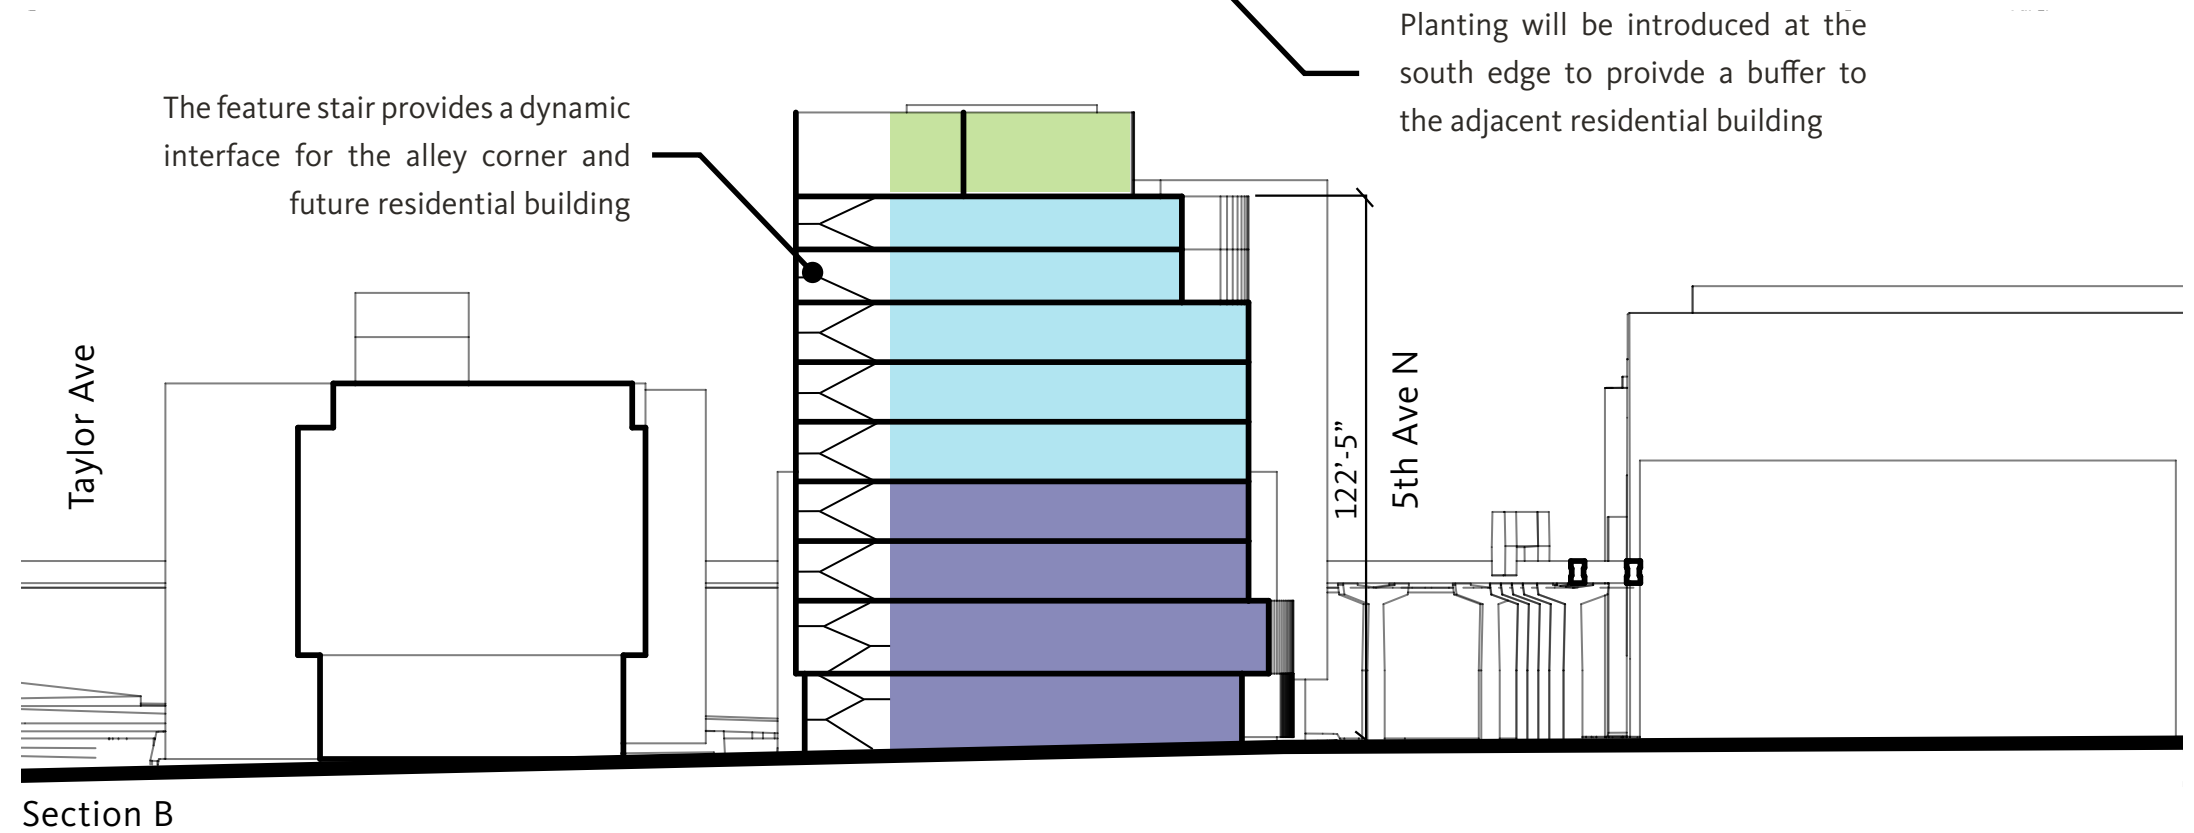 Planting will be introduced at the
south edge to proivde a buffer to
the adjacent residential building
The feature stair provides a dynamic
interface for the alley corner and
future residential building
Taylor Ave
122’-5”
5th Ave N
Section B